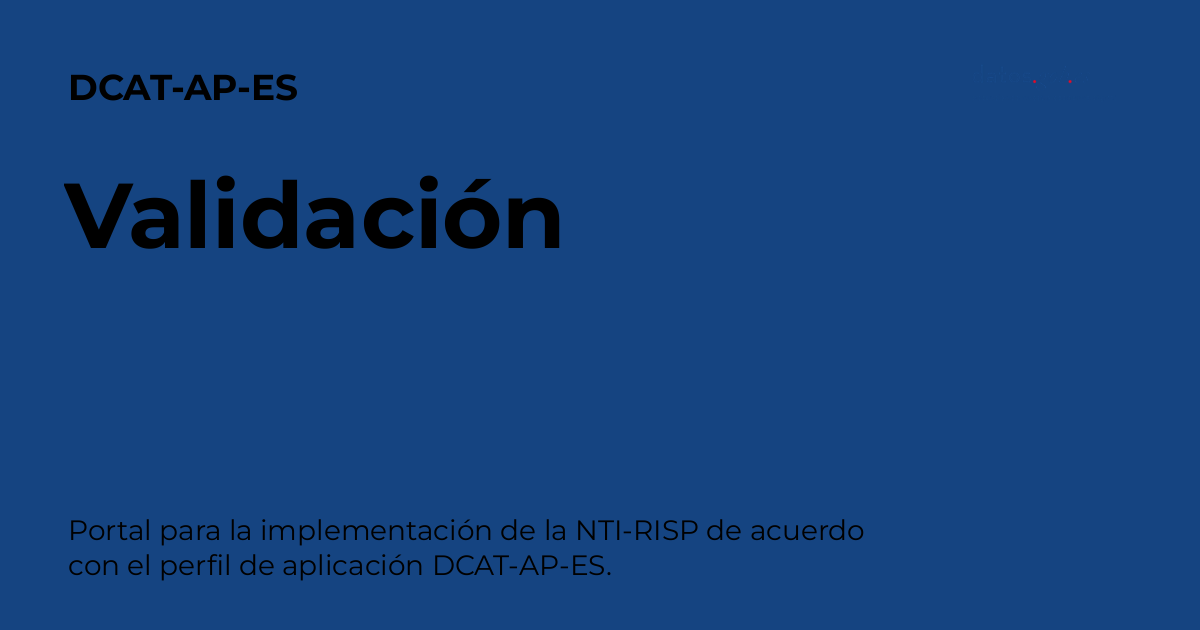 DCAT-AP-ES
Validación
Portal para la implementación de la NTI-RISP de acuerdo
con el perfil de aplicación DCAT-AP-ES.